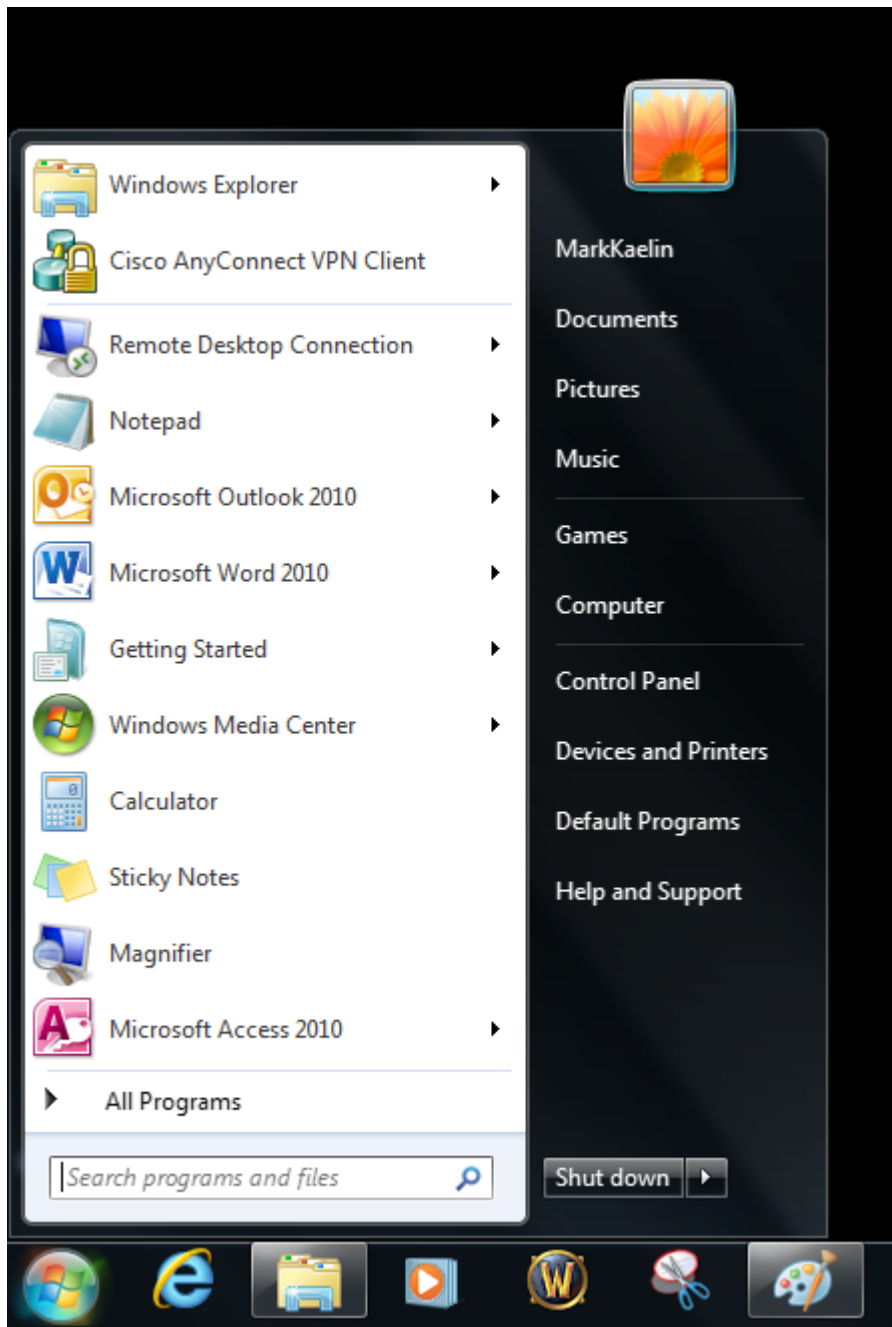 Windows Explorer
Cisco AnyConnect VPN Client
Remote Desktop Connection
Notepad
Microsoft Outlook 2010
Microsoft Word 2010
Getting Started
Windows Media Center
Calculator
Sticky Notes
Magnifier
Microsoft Access 2010
All Programs
Search programs and files
MarkKaelin
Documents
Pictures
Music
Games
Computer
Control Panel
Devices and Printers
Default Programs
Help and Support
Shut down